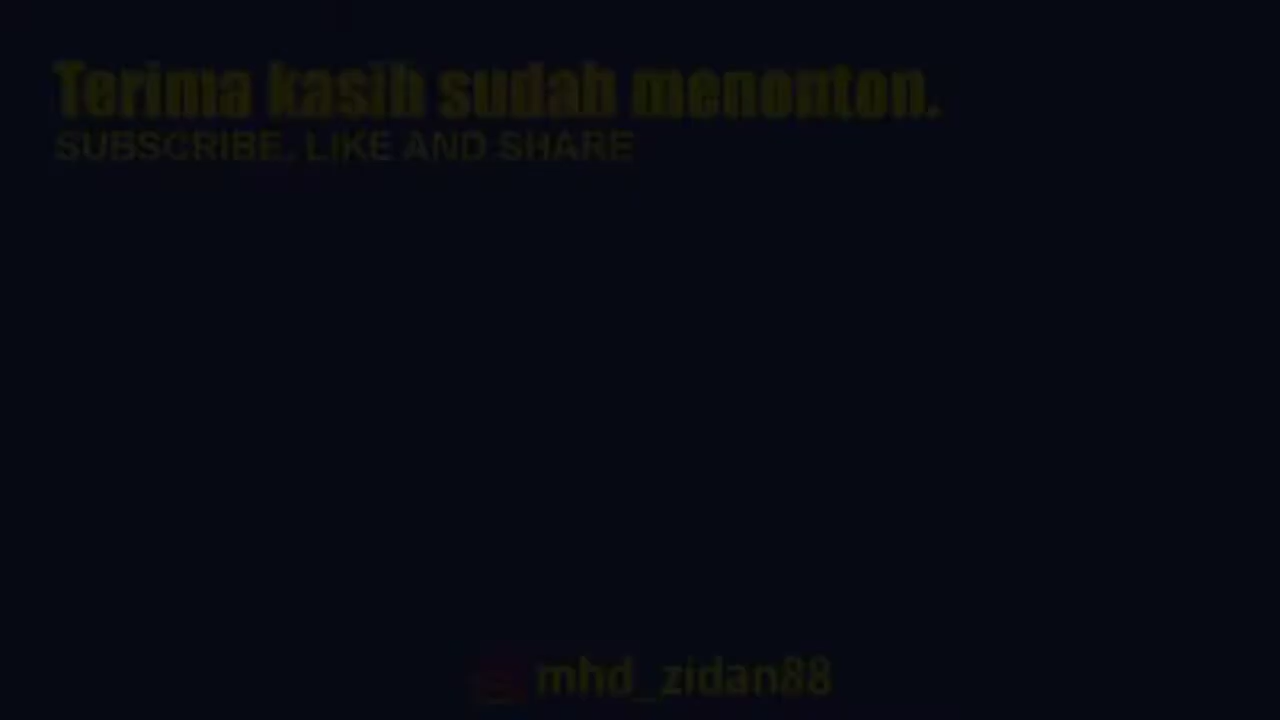 Terima kasih sudah menonton.
SUBSCRIBE, LIKE AND SHARE
mhd_zidan88